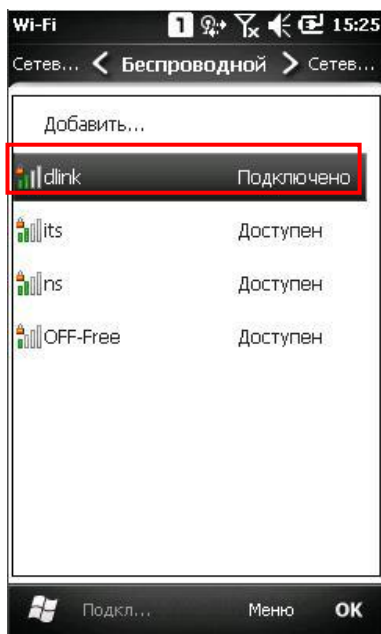 Wi-Fi 1 15:25
Сетев... Беспроводной Сетев...
Добавить...
dlink Подключено
its Доступен
ns Доступен
OFF-Free Доступен
Подкл... Меню OK